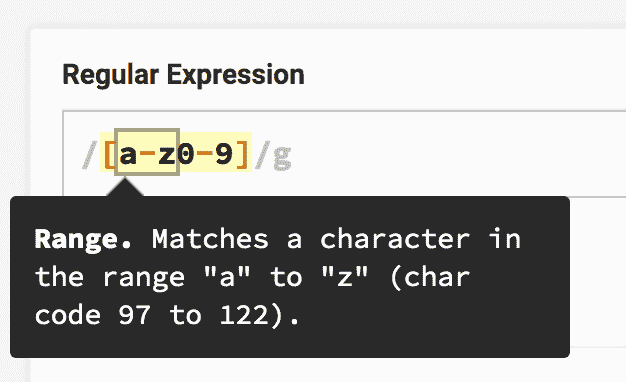 Regular Expression
/[a-z0-9]/g
Range. Matches a character in
the range "a" to "z" (char
code 97 to 122).